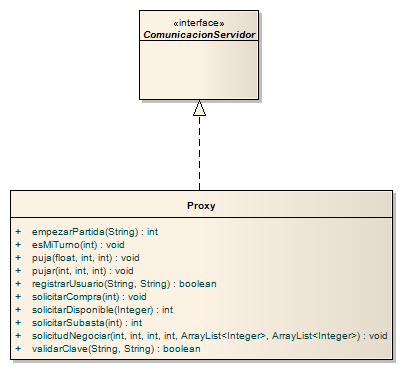 «interface»
ComunicacionServidor
Proxy
+ empezarPartida(String) : int
+ esMiTurno(int) : void
+ puja(float, int, int) : void
+ pujar(int, int, int) : void
+ registrarUsuario(String, String) : boolean
+ solicitarCompra(int) : void
+ solicitarDisponible(Integer) : int
+ solicitarSubasta(int) : int
+ solicitudNegociar(int, int, int, int, ArrayList<Integer>, ArrayList<Integer>) : void
+ validarClave(String, String) : boolean